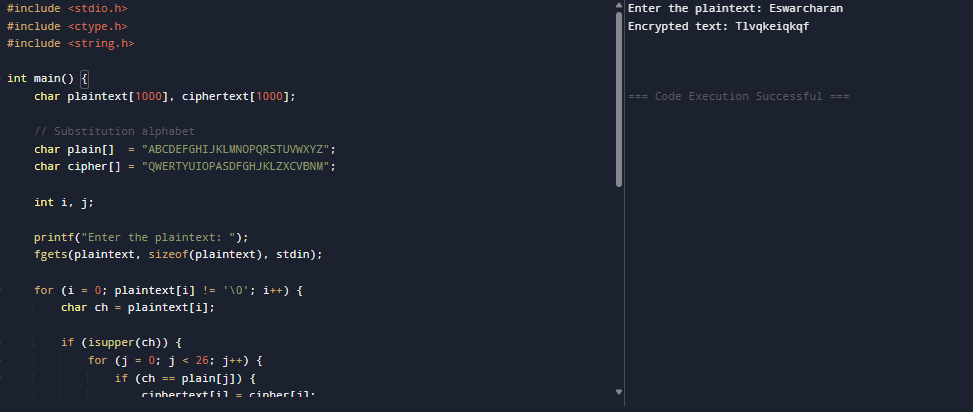 #include <stdio.h>
#include <ctype.h>
#include <string.h>
int main() {
char plaintext[1000], ciphertext[1000];
// Substitution alphabet
char plain[]  = "ABCDEFGHIJKLMNOPQRSTUVWXYZ";
char cipher[] = "QWERTYUIOPASDFGHJKLZXCVBNM";
int i, j;
printf("Enter the plaintext: ");
fgets(plaintext, sizeof(plaintext), stdin);
for (i = 0; plaintext[i] != '\0'; i++) {
char ch = plaintext[i];
if (isupper(ch)) {
for (j = 0; j < 26; j++) {
if (ch == plain[j]) {
ciphertext[i] = cipher[j];
Enter the plaintext: Eswarcharan
Encrypted text: Tlvqkeiqkqf
=== Code Execution Successful ===